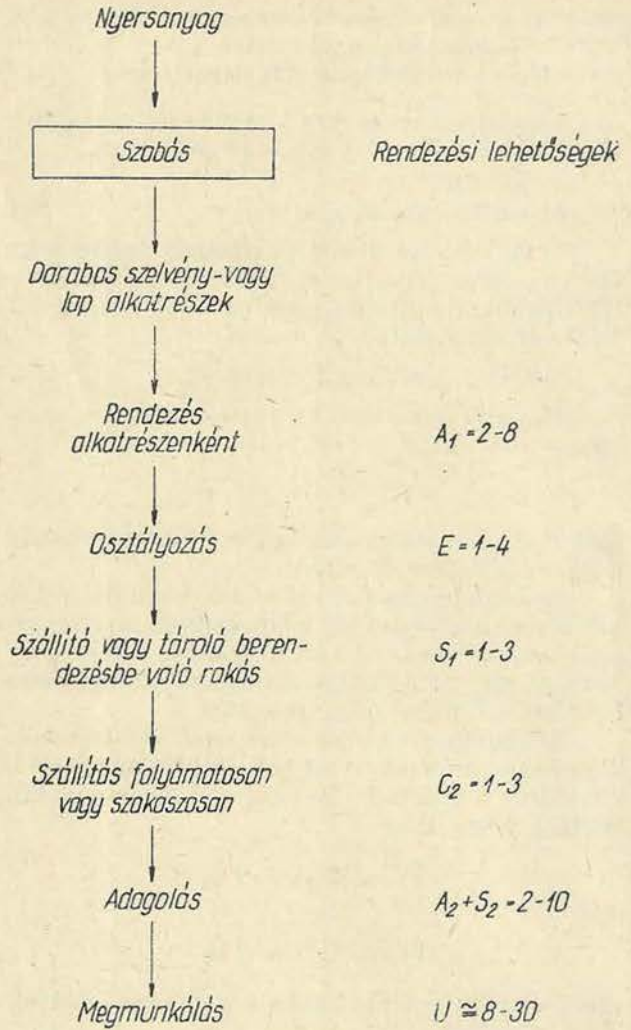 Nyersanyag
Szabás
Rendezési lehetőségek
Darabos szelvény-vagy
lap alkatrészek
Rendezés
alkatrészenként
A₁ = 2-8
Osztályozás
E = 1-4
Szállító vagy tároló beren-
dezésbe való rakás
S₁ = 1-3
Szállítás folyamatosan
vagy szakaszosan
C₂ = 1-3
Adagolás
A₂+S₂ = 2-10
Megmunkálás
U ≅ 8-30